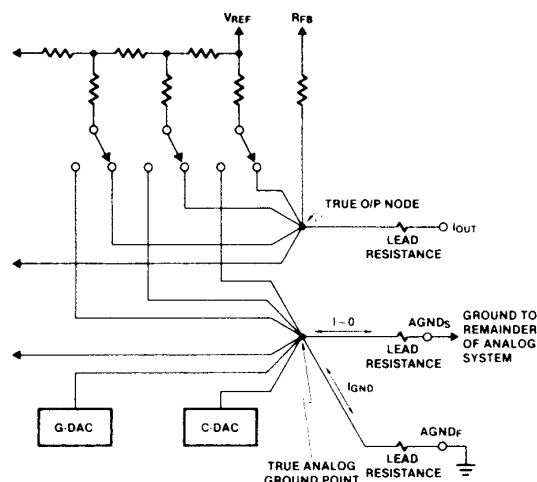 VREF
RFB
TRUE O/P NODE
IOUT
LEAD
RESISTANCE
I~0
AGNDS
GROUND TO
REMAINDER
OF ANALOG
SYSTEM
LEAD
RESISTANCE
IGND
G-DAC
C-DAC
AGNDF
LEAD
RESISTANCE
TRUE ANALOG
GROUND POINT